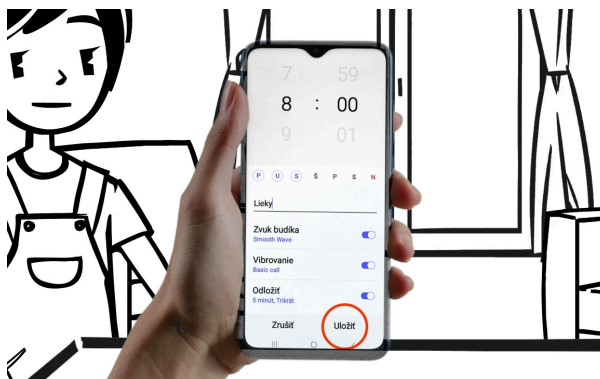 7 59
8 : 00
9 01
P U S Š P S N
Lieky
Zvuk budíka
Smooth Wave
Vibrovanie
Basic call
Odložiť
5 minút, Trikrát
Zrušiť Uložiť